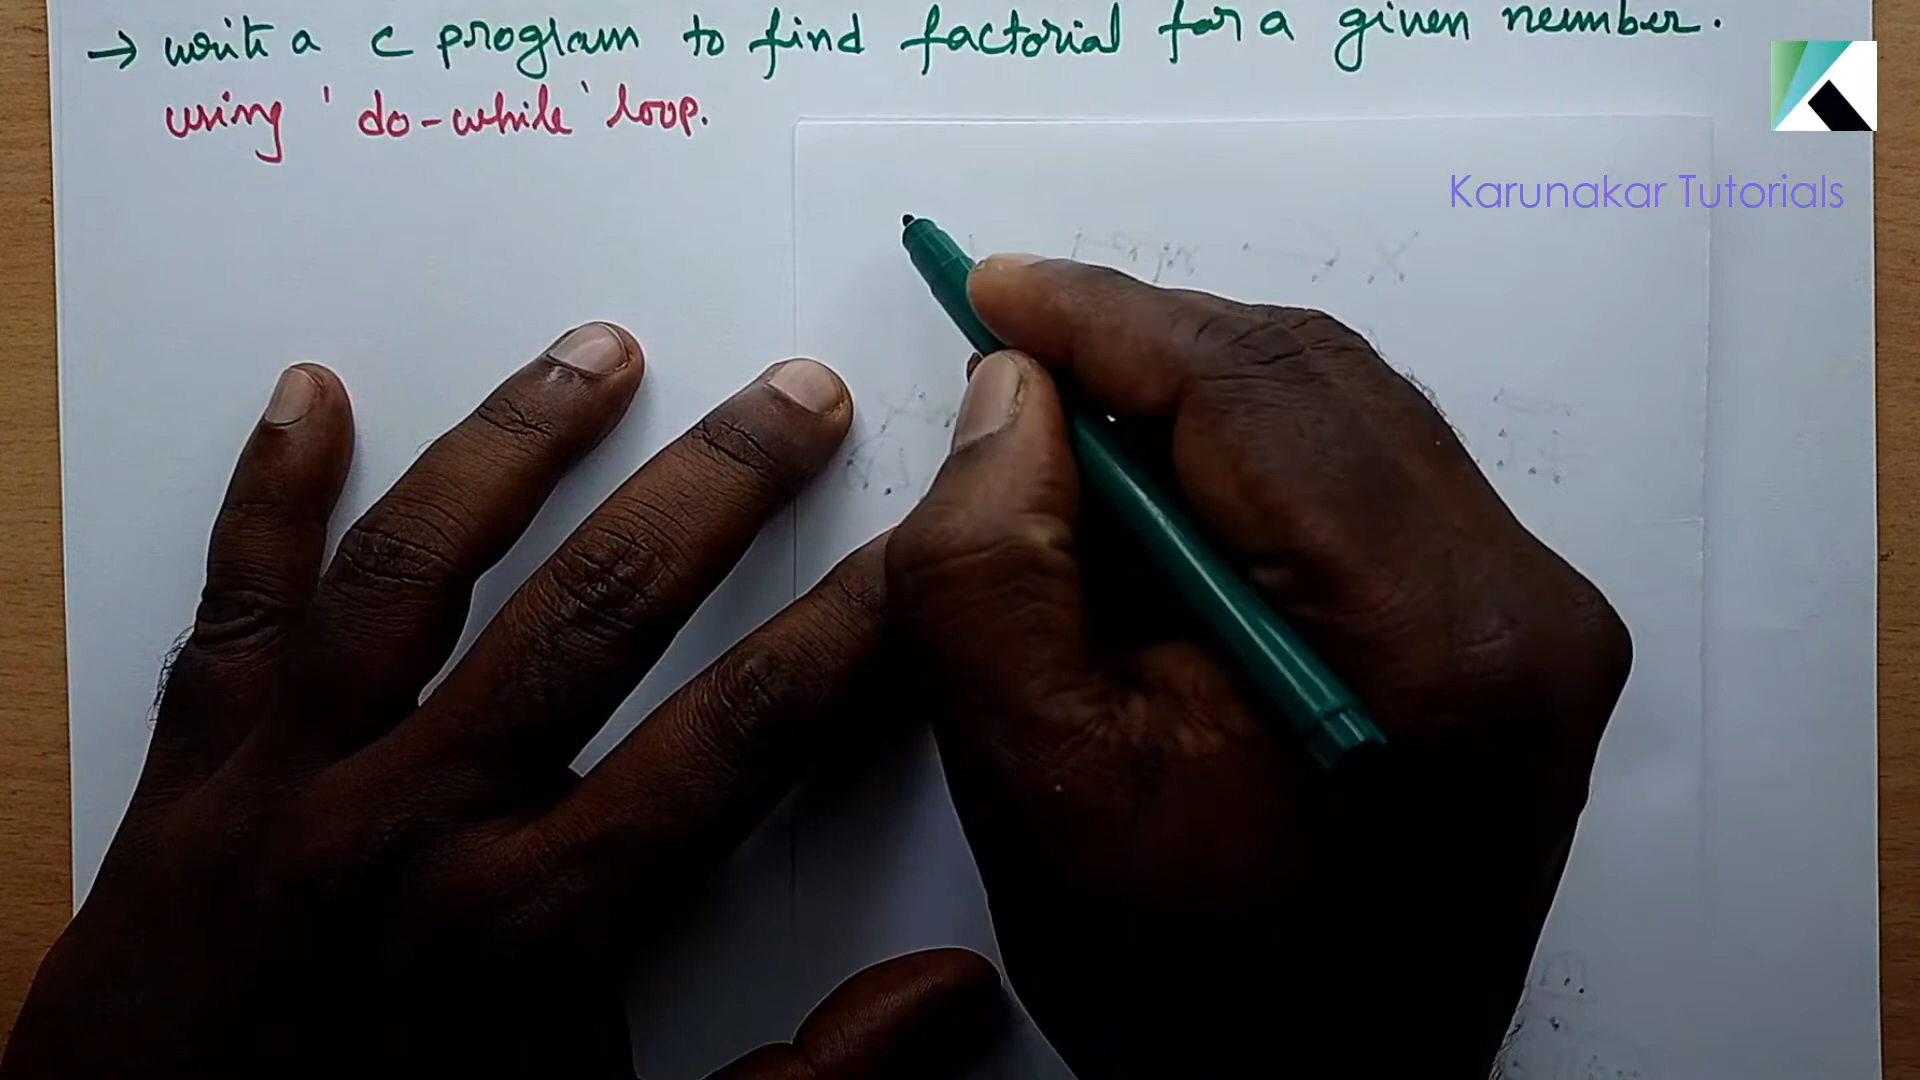 → write a c program to find factorial for a given number.
using 'do-while' loop.
Karunakar Tutorials